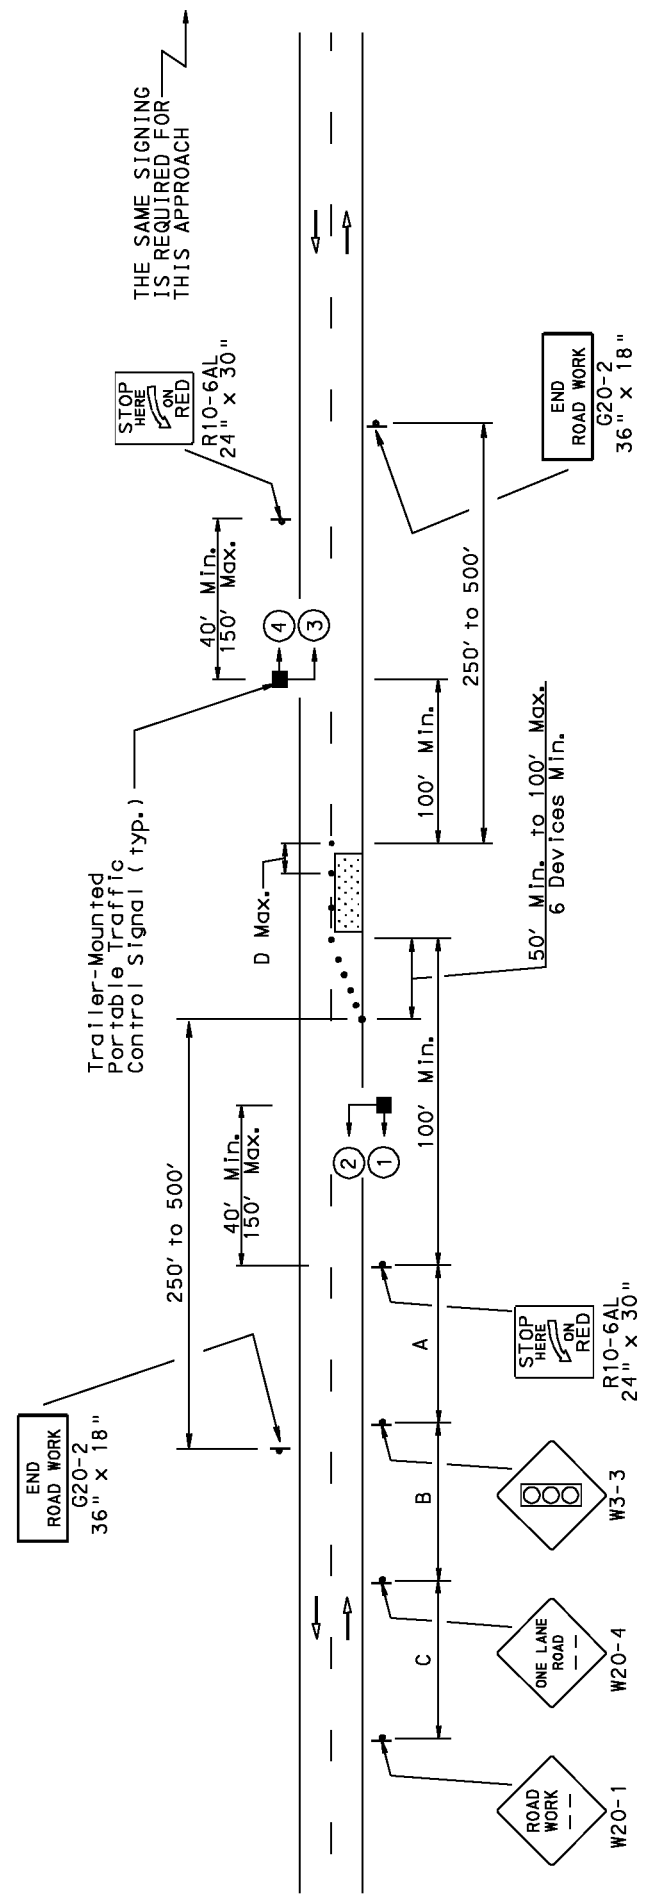 THE SAME SIGNING
IS REQUIRED FOR
THIS APPROACH
STOP
HERE
ON
RED
R10-6AL
24" x 30"
END
ROAD WORK
G20-2
36" x 18"
40' Min.
150' Max.
4
3
250' to 500'
100' Min.
Trailer-Mounted
Portable Traffic
Control Signal (typ.)
D Max.
50' Min. to 100' Max.
6 Devices Min.
100' Min.
250' to 500'
40' Min.
150' Max.
2
1
END
ROAD WORK
G20-2
36" x 18"
A
B
C
STOP
HERE
ON
RED
R10-6AL
24" x 30"
W3-3
ONE LANE
ROAD
-- --
W20-4
ROAD
WORK
-- --
W20-1